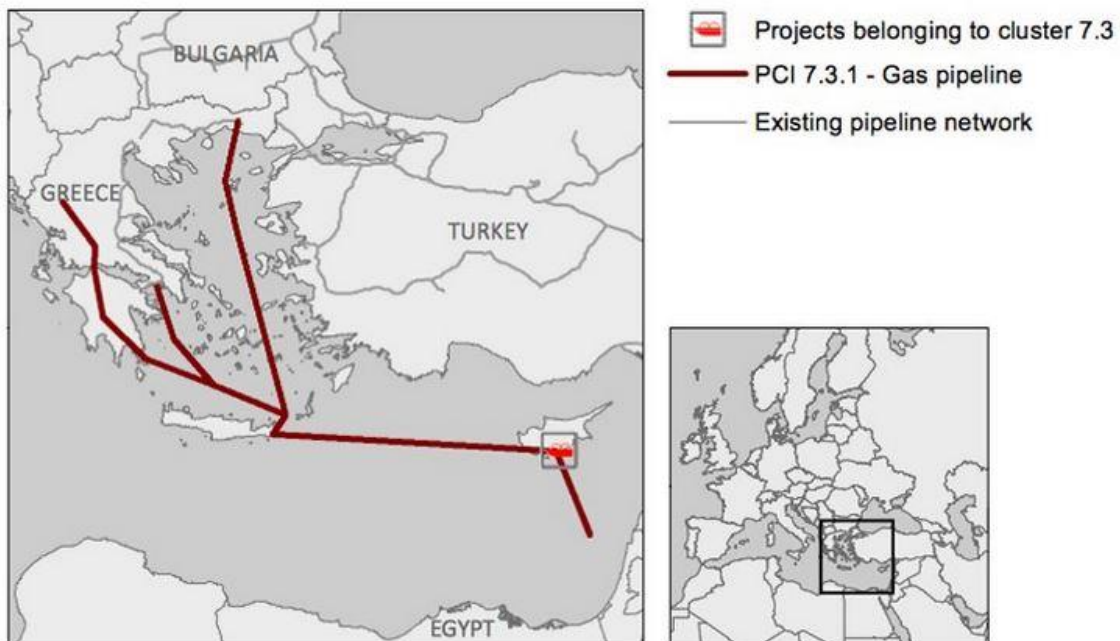 BULGARIA
GREECE
TURKEY
EGYPT
Projects belonging to cluster 7.3
PCI 7.3.1 - Gas pipeline
Existing pipeline network